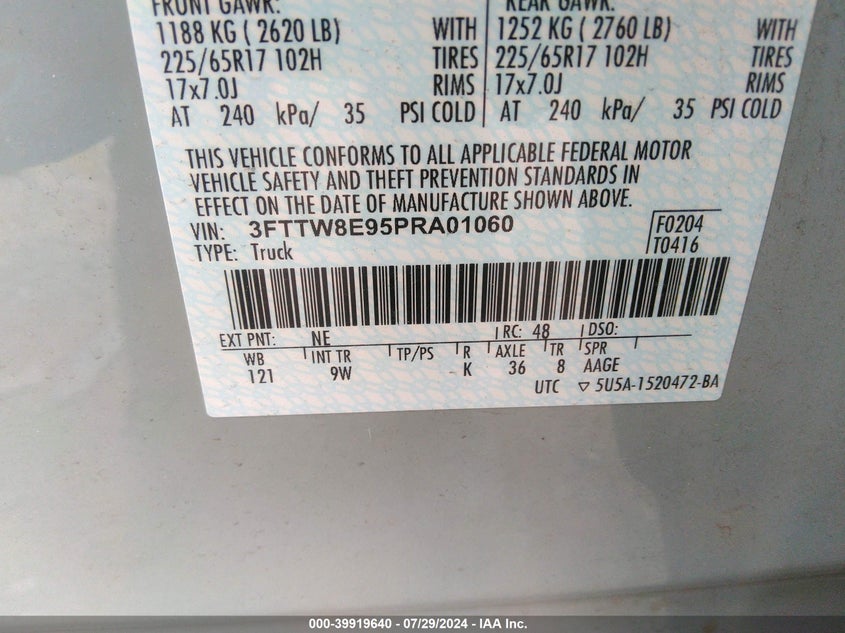 FRONT GAWR: REAR GAWR:
1188 KG ( 2620 LB) WITH 1252 KG ( 2760 LB) WITH
225/65R17 102H TIRES 225/65R17 102H TIRES
17x7.0J RIMS 17x7.0J RIMS
AT 240 kPa/ 35 PSI COLD AT 240 kPa/ 35 PSI COLD
THIS VEHICLE CONFORMS TO ALL APPLICABLE FEDERAL MOTOR
VEHICLE SAFETY AND THEFT PREVENTION STANDARDS IN
EFFECT ON THE DATE OF MANUFACTURE SHOWN ABOVE.
VIN: 3FTTW8E95PRA01060 F0204
TYPE: Truck T0416
EXT PNT: NE RC: 48 DSO:
WB INT TR TP/PS R AXLE TR SPR
121 9W K 36 8 AAGE
UTC ▽ 5U5A-1520472-BA
000-39919640 - 07/29/2024 - IAA Inc.